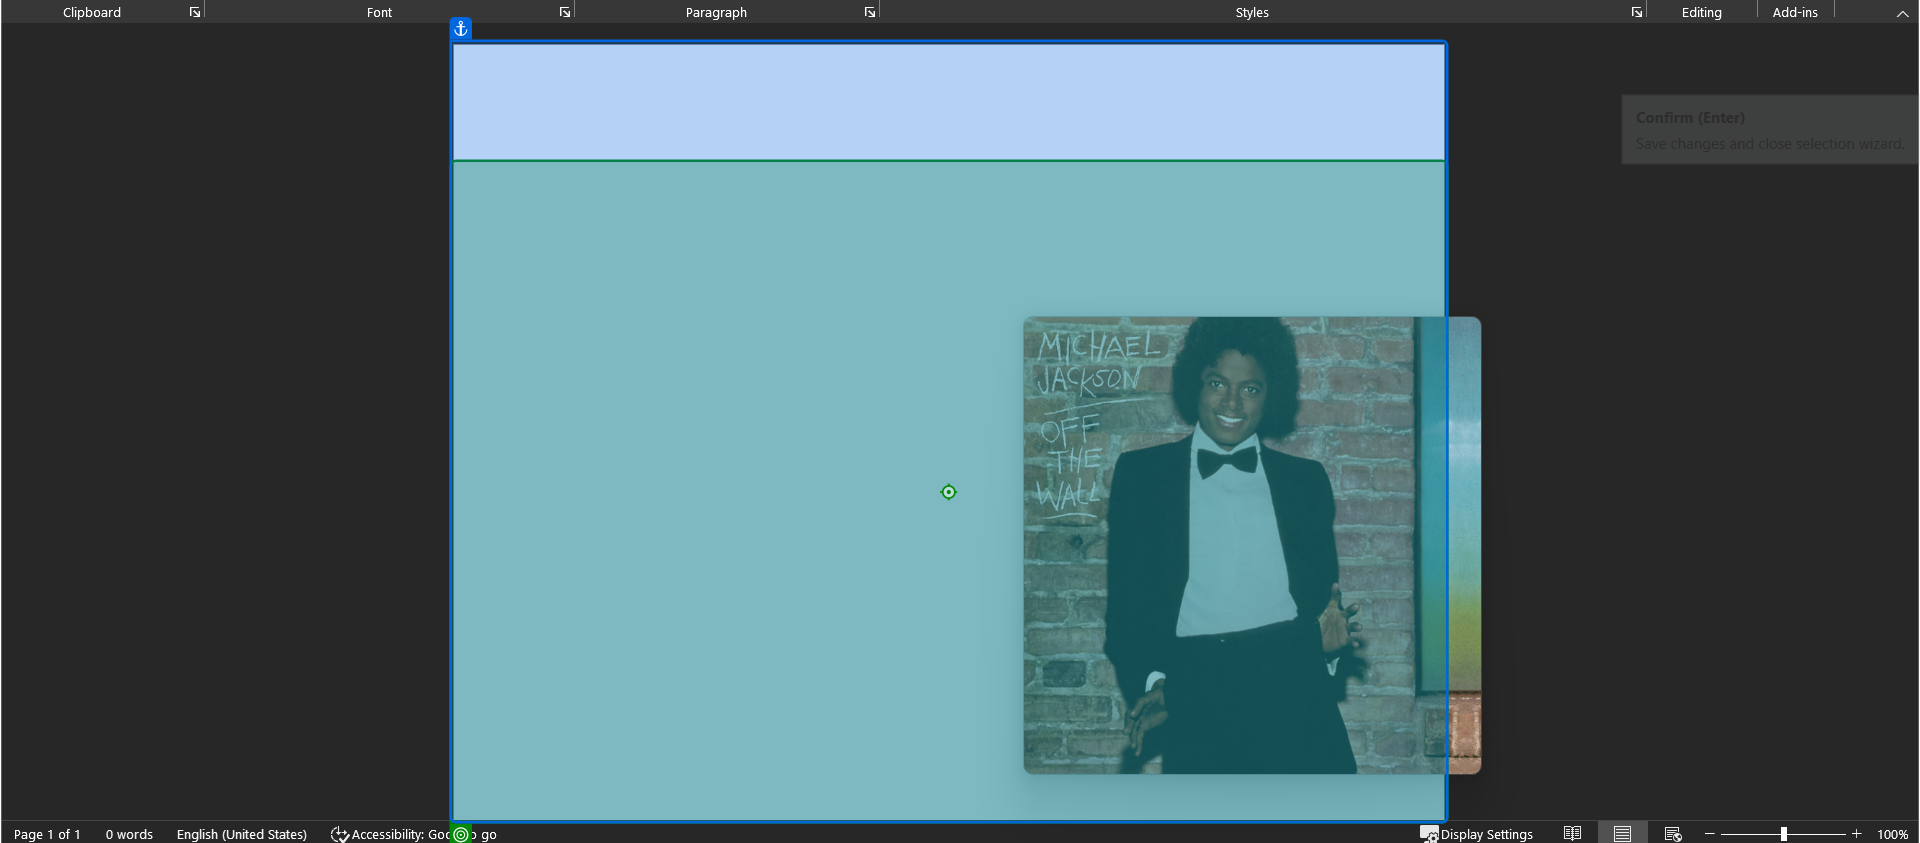 Clipboard
Font
Paragraph
Styles
Editing
Add-ins
Confirm (Enter)
Save changes and close selection wizard.
MICHAEL
JACKSON
OFF
THE
WALL
Page 1 of 1
0 words
English (United States)
Accessibility: Goo o go
Display Settings
100%